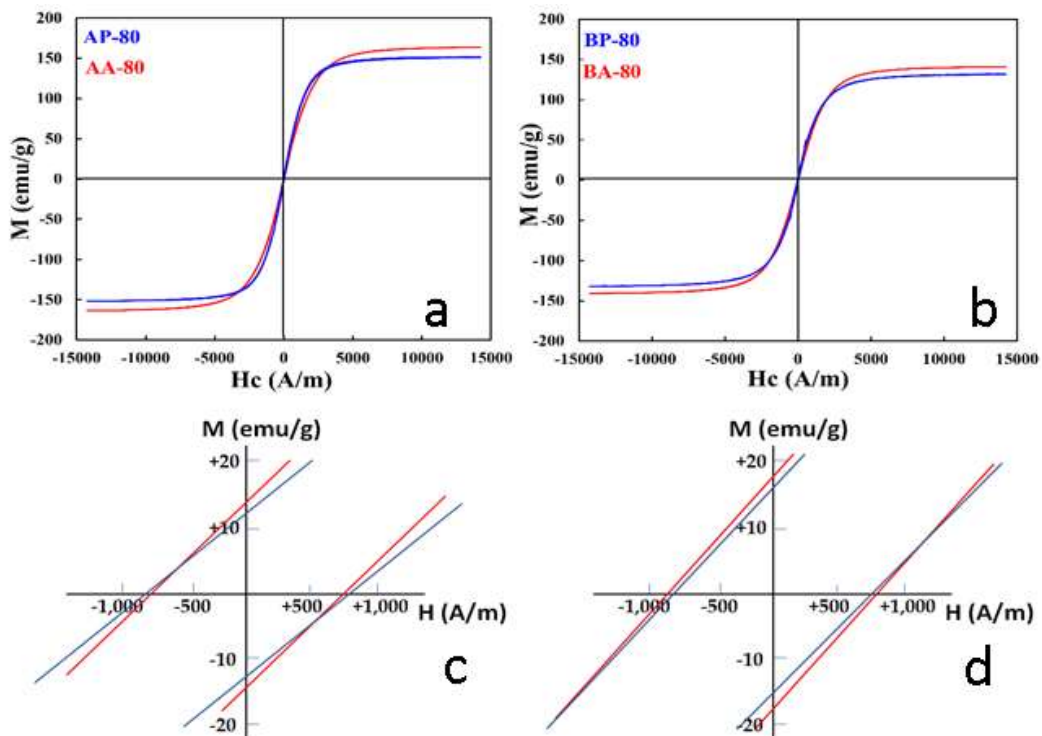 AP-80
AA-80
M (emu/g)
200
150
100
50
0
-50
-100
-150
-200
-15000 -10000 -5000 0 5000 10000 15000
Hc (A/m)
a
BP-80
BA-80
M (emu/g)
200
150
100
50
0
-50
-100
-150
-200
-15000 -10000 -5000 0 5000 10000 15000
Hc (A/m)
b
M (emu/g)
+20
+10
-1,000 -500 +500 +1,000 H (A/m)
-10
-20
c
M (emu/g)
+20
+10
-1,000 -500 +500 +1,000 H (A/m)
-10
-20
d